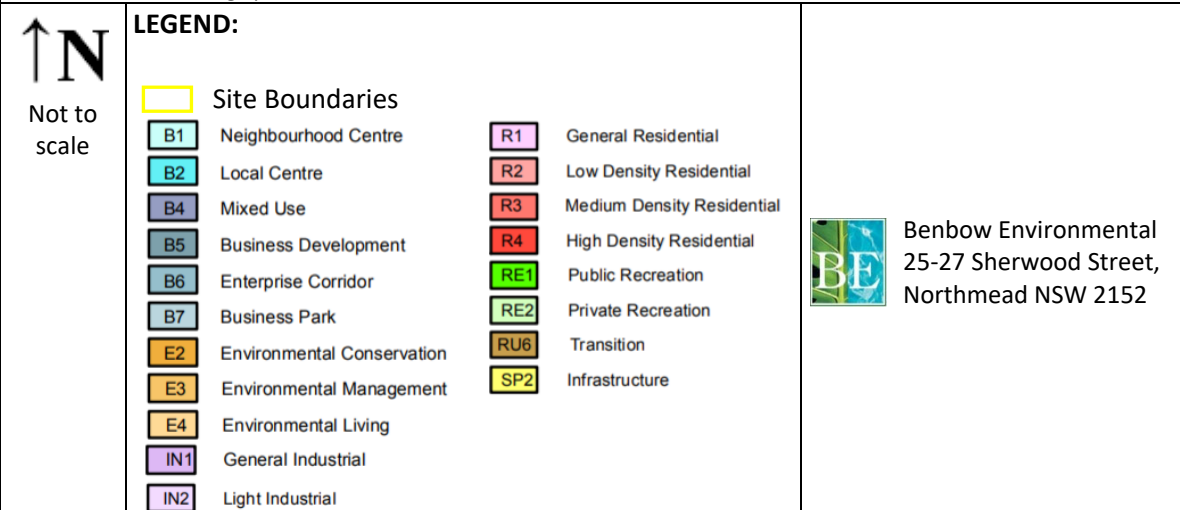 ↑N
Not to
scale
LEGEND:
Site Boundaries
B1 Neighbourhood Centre
B2 Local Centre
B4 Mixed Use
B5 Business Development
B6 Enterprise Corridor
B7 Business Park
E2 Environmental Conservation
E3 Environmental Management
E4 Environmental Living
IN1 General Industrial
IN2 Light Industrial
R1 General Residential
R2 Low Density Residential
R3 Medium Density Residential
R4 High Density Residential
RE1 Public Recreation
RE2 Private Recreation
RU6 Transition
SP2 Infrastructure
BE
Benbow Environmental
25-27 Sherwood Street,
Northmead NSW 2152